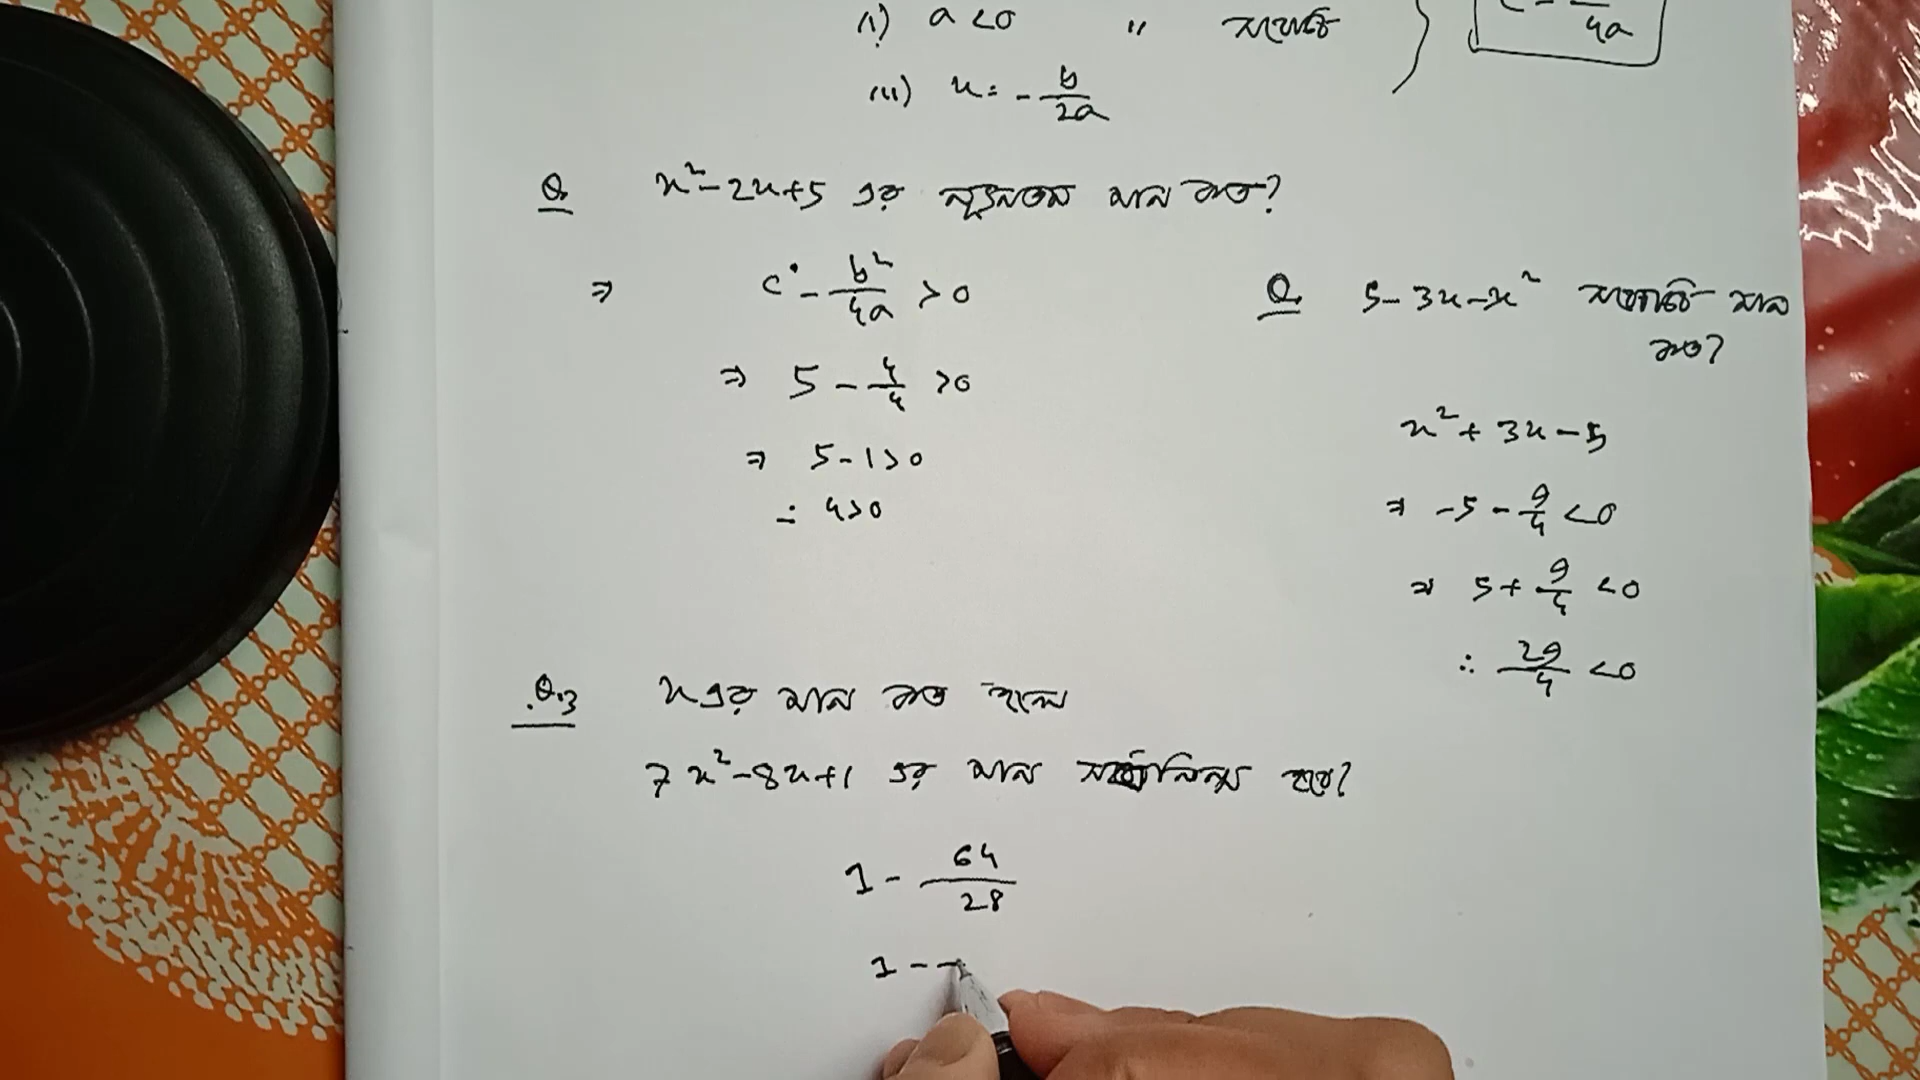 ii) a < 0 " সর্বোচ্চ
iii) x = - b/2a
4a
Q x² - 2x + 5 এর ন্যূনতম মান কত?
⇒ c - b²/4a > 0
⇒ 5 - 4/4 > 0
⇒ 5 - 1 > 0
∴ 4 > 0
Q. 5 - 3x - x² সর্বোচ্চ মান
কত?
x² + 3x - 5
⇒ -5 - 9/4 < 0
⇒ 5 + 9/4 < 0
∴ 29/4 < 0
Q.3 x এর মান কত হলে
7x² - 8x + 1 এর মান সর্বনিম্ন হবে?
1 - 64/28
1 -